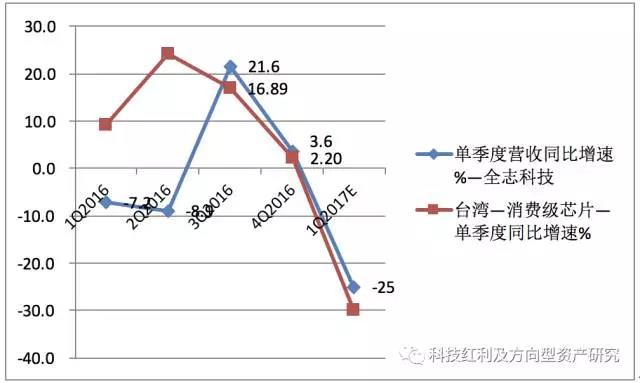 30.0
20.0
10.0
0.0
-10.0
-20.0
-30.0
-40.0
21.6
16.89
3.6
2.20
-7.2
-25
1Q2016
2Q2016
3Q2016
4Q2016
1Q2017E
单季度营收同比增速
%—全志科技
台湾—消费级芯片—
单季度同比增速%
科技红利及方向型资产研究